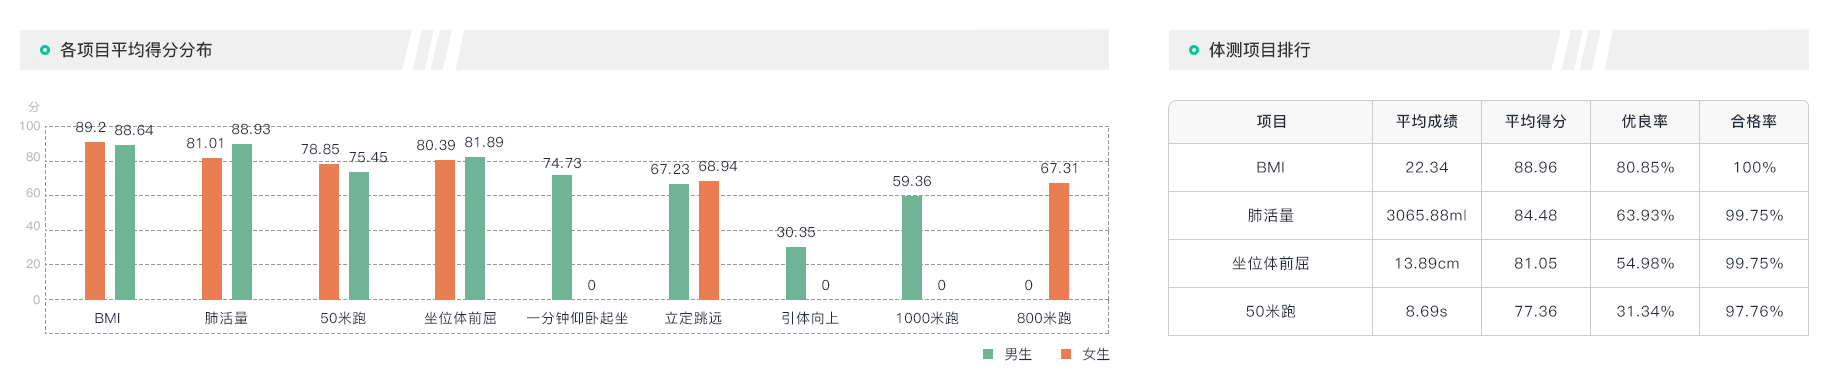 各项目平均得分分布
分
100
80
60
40
20
0
89.2 88.64
81.01 88.93
78.85 75.45
80.39 81.89
74.73 0
67.23 68.94
30.35 0
59.36 0
0 67.31
BMI 肺活量 50米跑 坐位体前屈 一分钟仰卧起坐 立定跳远 引体向上 1000米跑 800米跑
男生 女生
体测项目排行
项目 平均成绩 平均得分 优良率 合格率
BMI 22.34 88.96 80.85% 100%
肺活量 3065.88ml 84.48 63.93% 99.75%
坐位体前屈 13.89cm 81.05 54.98% 99.75%
50米跑 8.69s 77.36 31.34% 97.76%